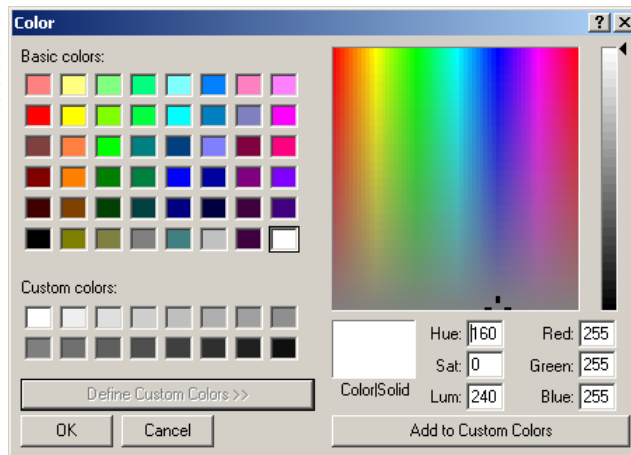 Color
Basic colors:
Custom colors:
Define Custom Colors >>
OK Cancel
Color|Solid
Hue: 160 Red: 255
Sat: 0 Green: 255
Lum: 240 Blue: 255
Add to Custom Colors